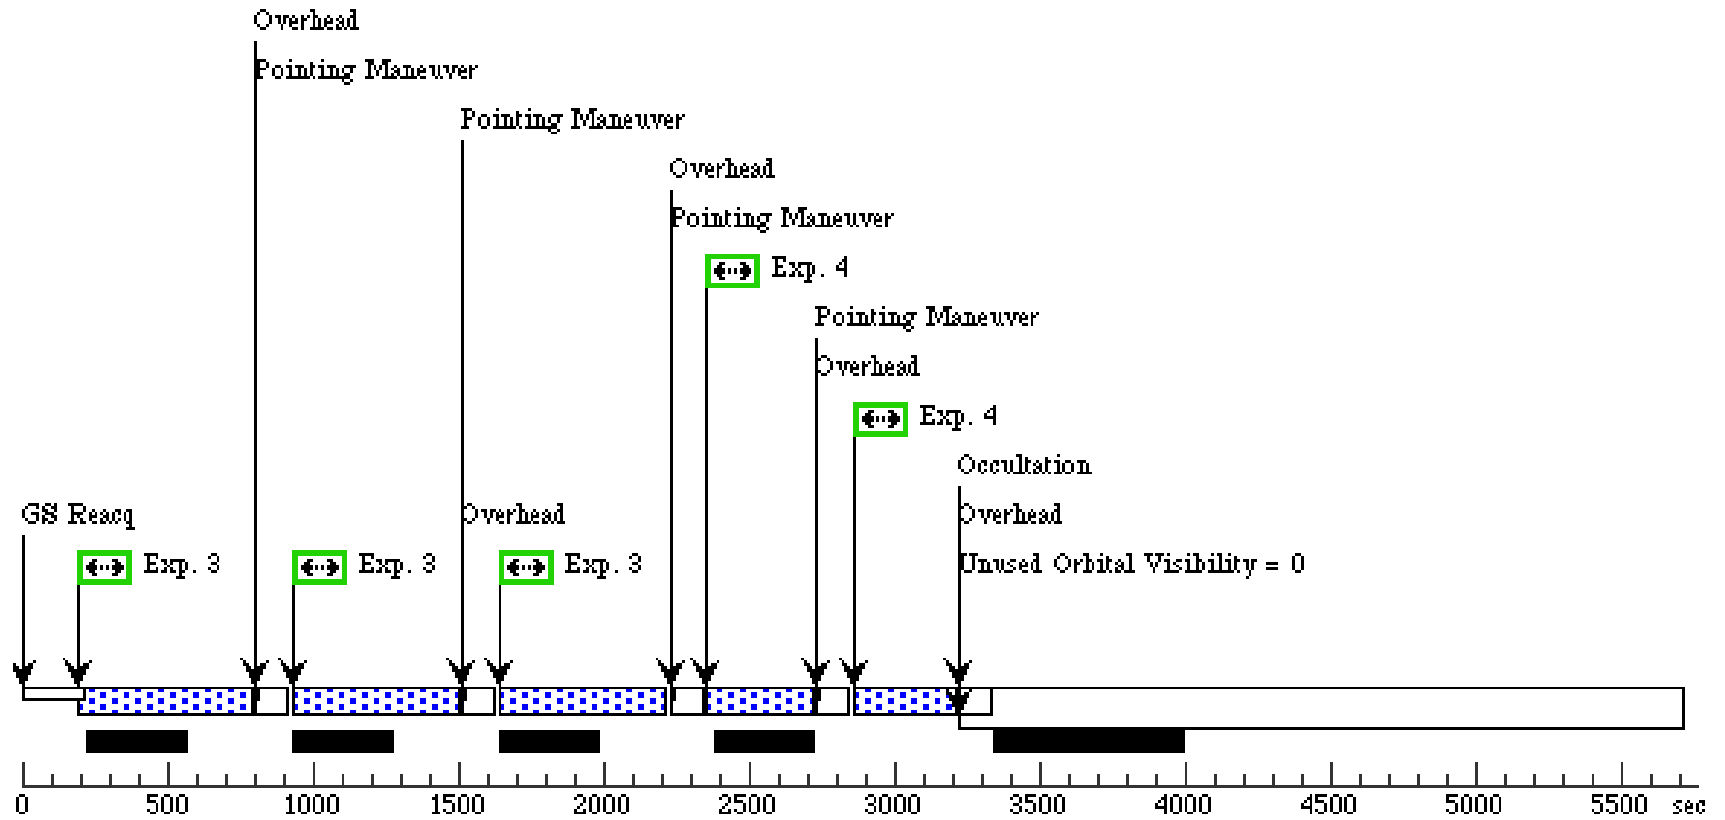 Overhead
Pointing Maneuver
Pointing Maneuver
Overhead
Pointing Maneuver
Exp. 4
Pointing Maneuver
Overhead
Exp. 4
Occultation
GS Reacq
Overhead
Overhead
Exp. 3
Exp. 3
Exp. 3
Unused Orbital Visibility = 0
0 500 1000 1500 2000 2500 3000 3500 4000 4500 5000 5500 sec